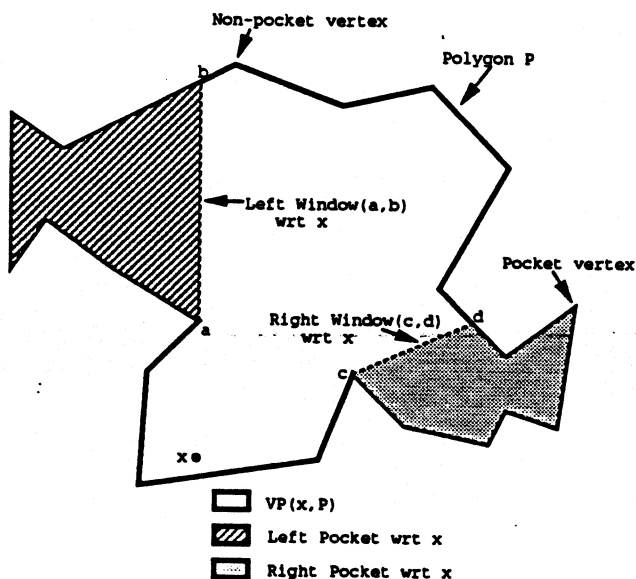 Non-pocket vertex
Polygon P
b
Left Window(a,b)
wrt x
Pocket vertex
Right Window(c,d)
wrt x
d
a
c
x
VP(x,P)
Left Pocket wrt x
Right Pocket wrt x